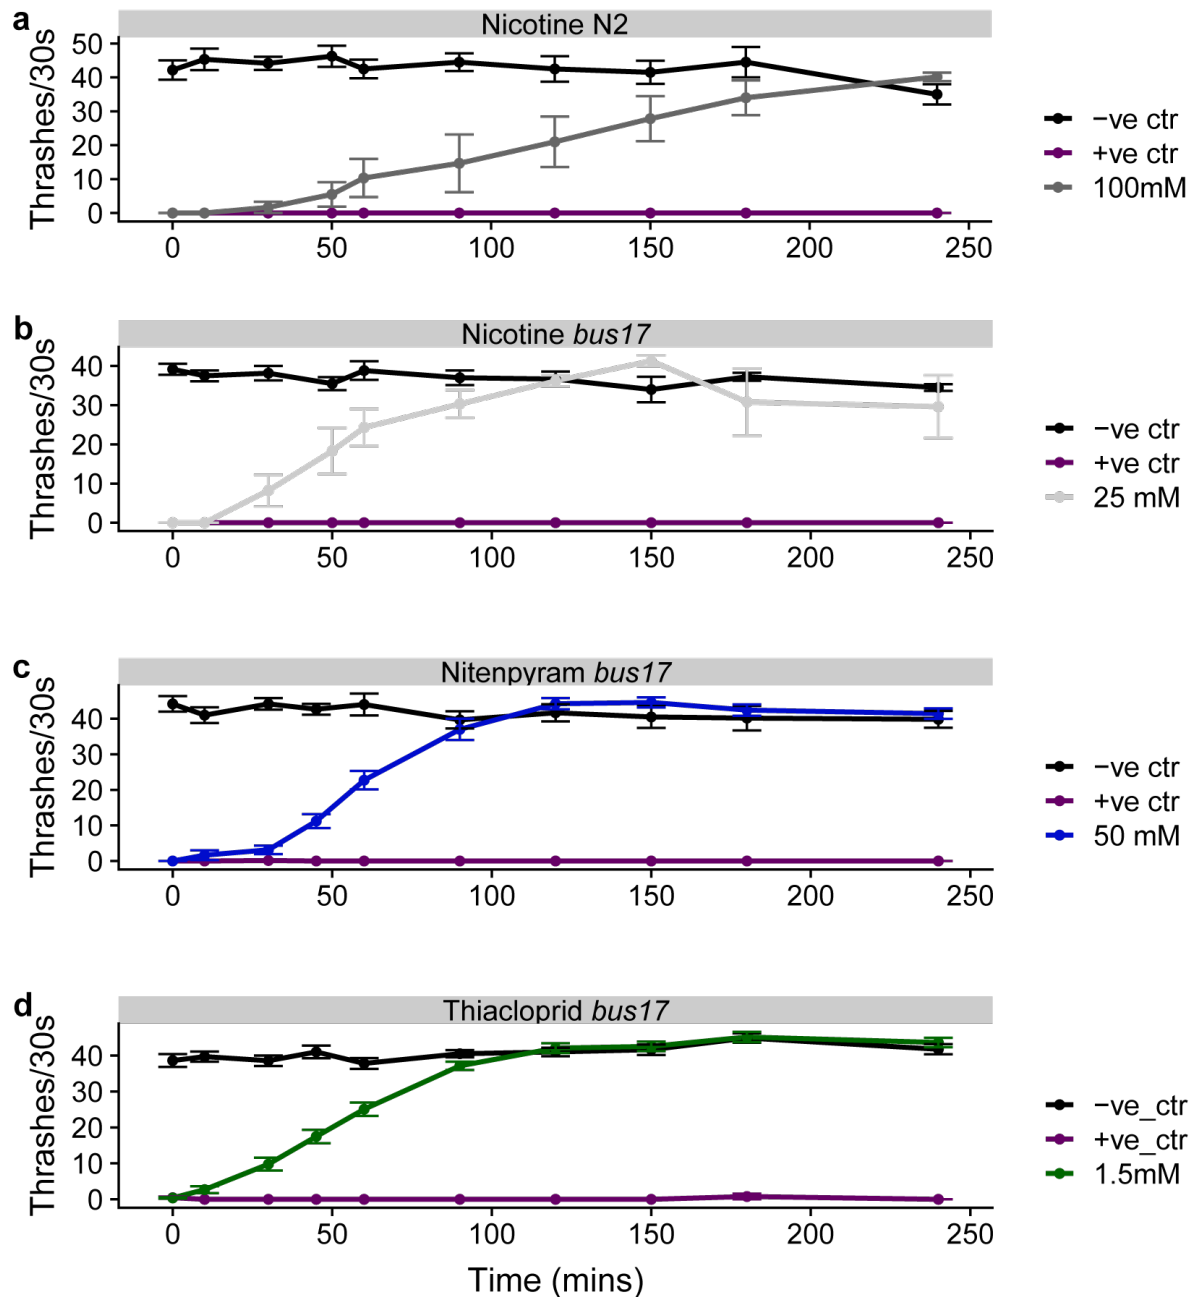 a
Nicotine N2
Thrashes/30s
50
40
30
20
10
0
0 50 100 150 200 250
−ve ctr
+ve ctr
100mM
b
Nicotine bus17
Thrashes/30s
40
30
20
10
0
0 50 100 150 200 250
−ve ctr
+ve ctr
25 mM
c
Nitenpyram bus17
Thrashes/30s
40
30
20
10
0
0 50 100 150 200 250
−ve ctr
+ve ctr
50 mM
d
Thiacloprid bus17
Thrashes/30s
40
30
20
10
0
0 50 100 150 200 250
−ve_ctr
+ve_ctr
1.5mM
Time (mins)